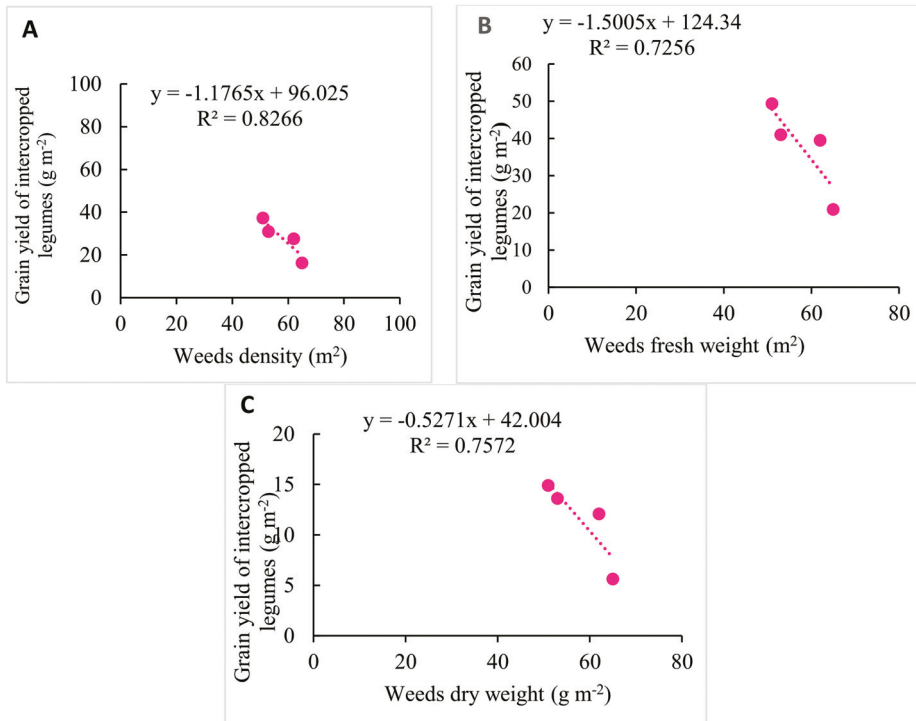 A
y = -1.1765x + 96.025
R² = 0.8266
Grain yield of intercropped
legumes (g m⁻²)
100
80
60
40
20
0
0 20 40 60 80 100
Weeds density (m²)
B
y = -1.5005x + 124.34
R² = 0.7256
Grain yield of intercropped
legumes (g m⁻²)
60
50
40
30
20
10
0
0 20 40 60 80
Weeds fresh weight (m²)
C
y = -0.5271x + 42.004
R² = 0.7572
Grain yield of intercropped
legumes (g m⁻²)
20
15
10
5
0
0 20 40 60 80
Weeds dry weight (g m⁻²)